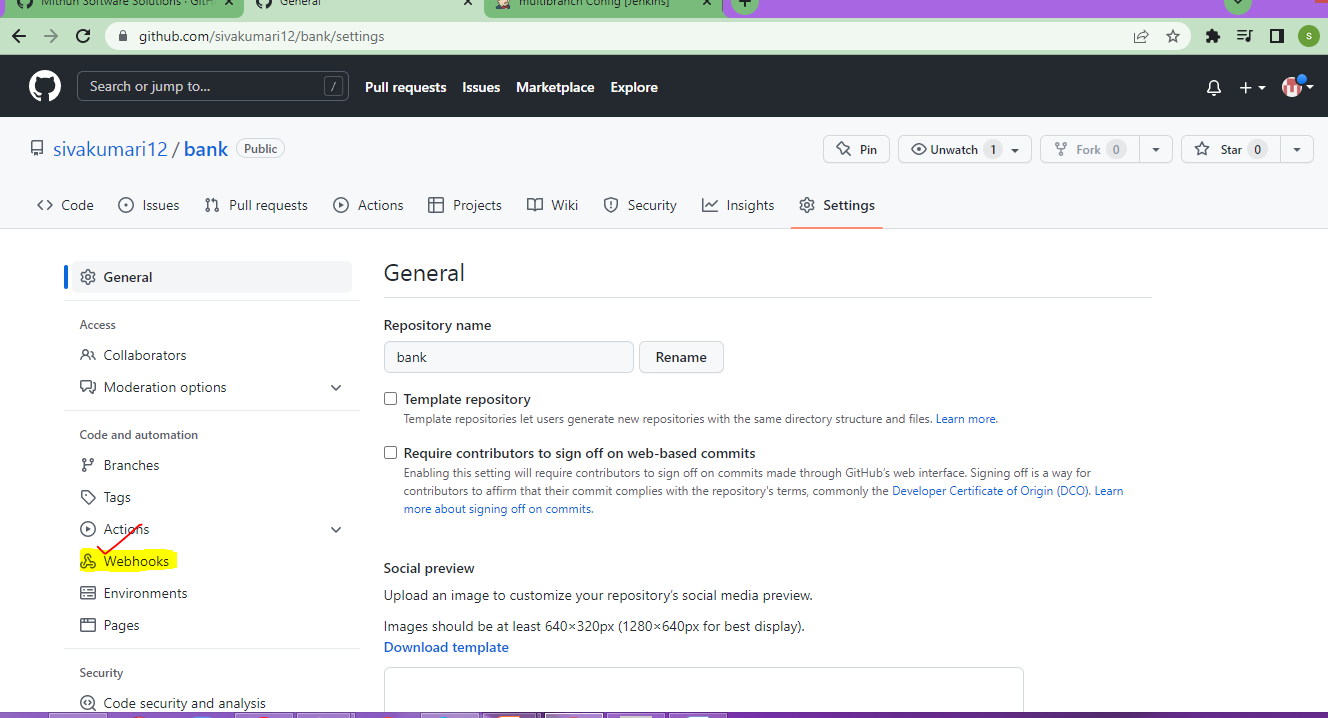 Mithun Software Solutions · GitH
General
multibranch Config [Jenkins]
github.com/sivakumari12/bank/settings
S
Search or jump to...
/
Pull requests
Issues
Marketplace
Explore
sivakumari12 / bank
Public
Pin
Unwatch 1
Fork 0
Star 0
Code
Issues
Pull requests
Actions
Projects
Wiki
Security
Insights
Settings
General
Access
Collaborators
Moderation options
Code and automation
Branches
Tags
Actions
Webhooks
Environments
Pages
Security
Code security and analysis
General
Repository name
bank
Rename
Template repository
Template repositories let users generate new repositories with the same directory structure and files. Learn more.
Require contributors to sign off on web-based commits
Enabling this setting will require contributors to sign off on commits made through GitHub's web interface. Signing off is a way for
contributors to affirm that their commit complies with the repository's terms, commonly the Developer Certificate of Origin (DCO). Learn
more about signing off on commits.
Social preview
Upload an image to customize your repository's social media preview.
Images should be at least 640×320px (1280×640px for best display).
Download template